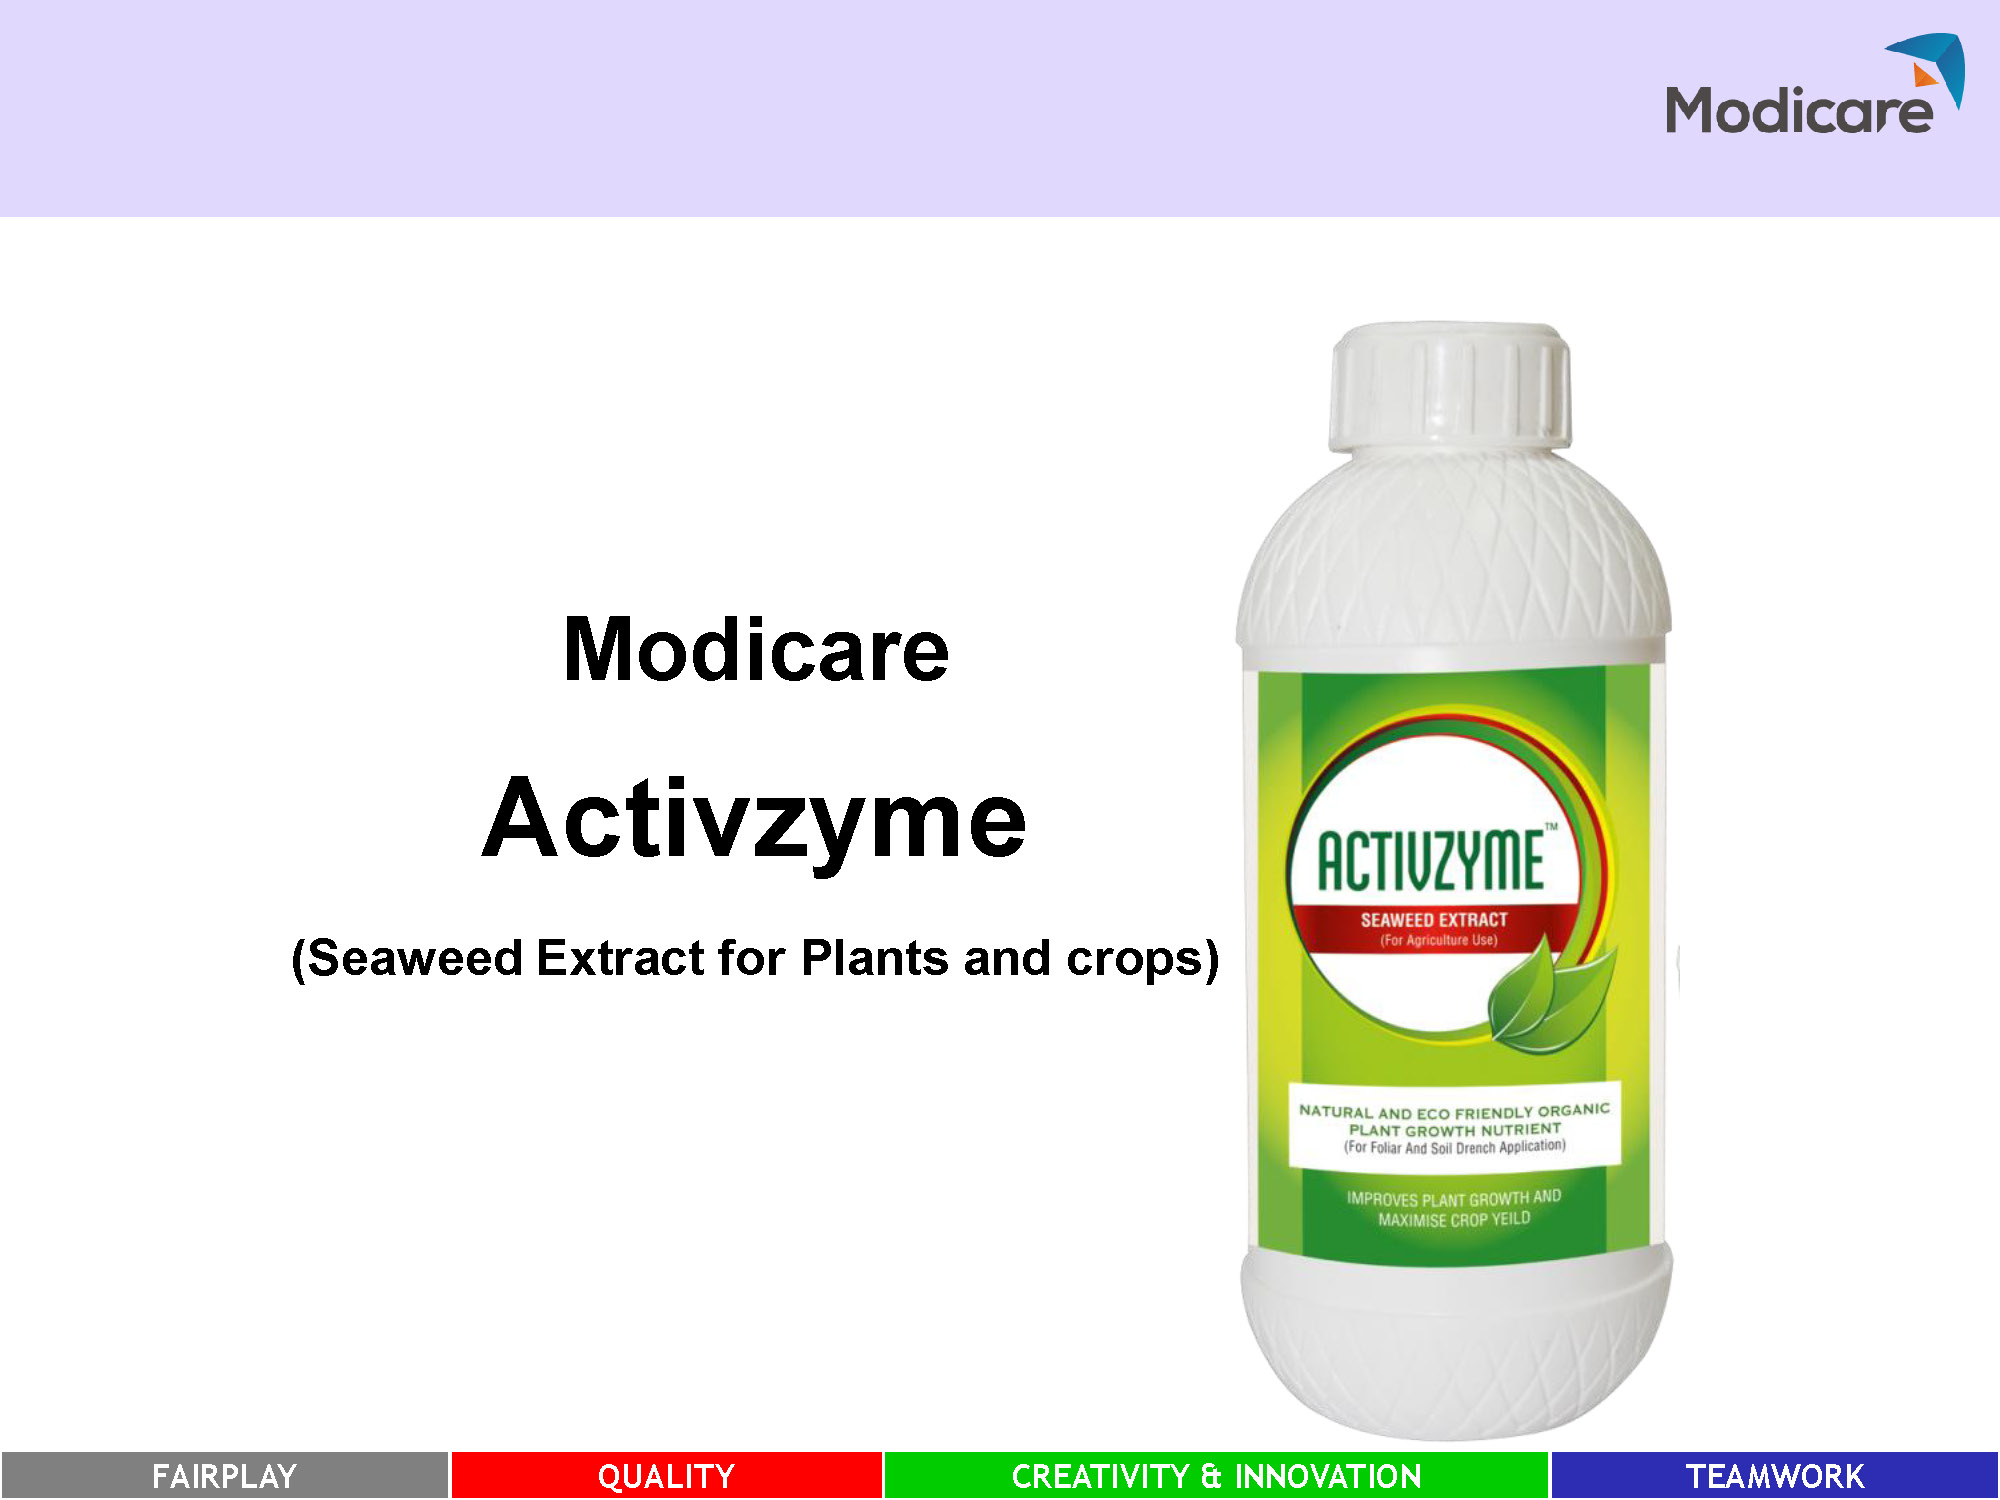 Modicare
Modicare
Activzyme
(Seaweed Extract for Plants and crops)
ACTIVZYME™
SEAWEED EXTRACT
(For Agriculture Use)
NATURAL AND ECO FRIENDLY ORGANIC
PLANT GROWTH NUTRIENT
(For Foliar And Soil Drench Application)
IMPROVES PLANT GROWTH AND
MAXIMISE CROP YEILD
FAIRPLAY
QUALITY
CREATIVITY & INNOVATION
TEAMWORK